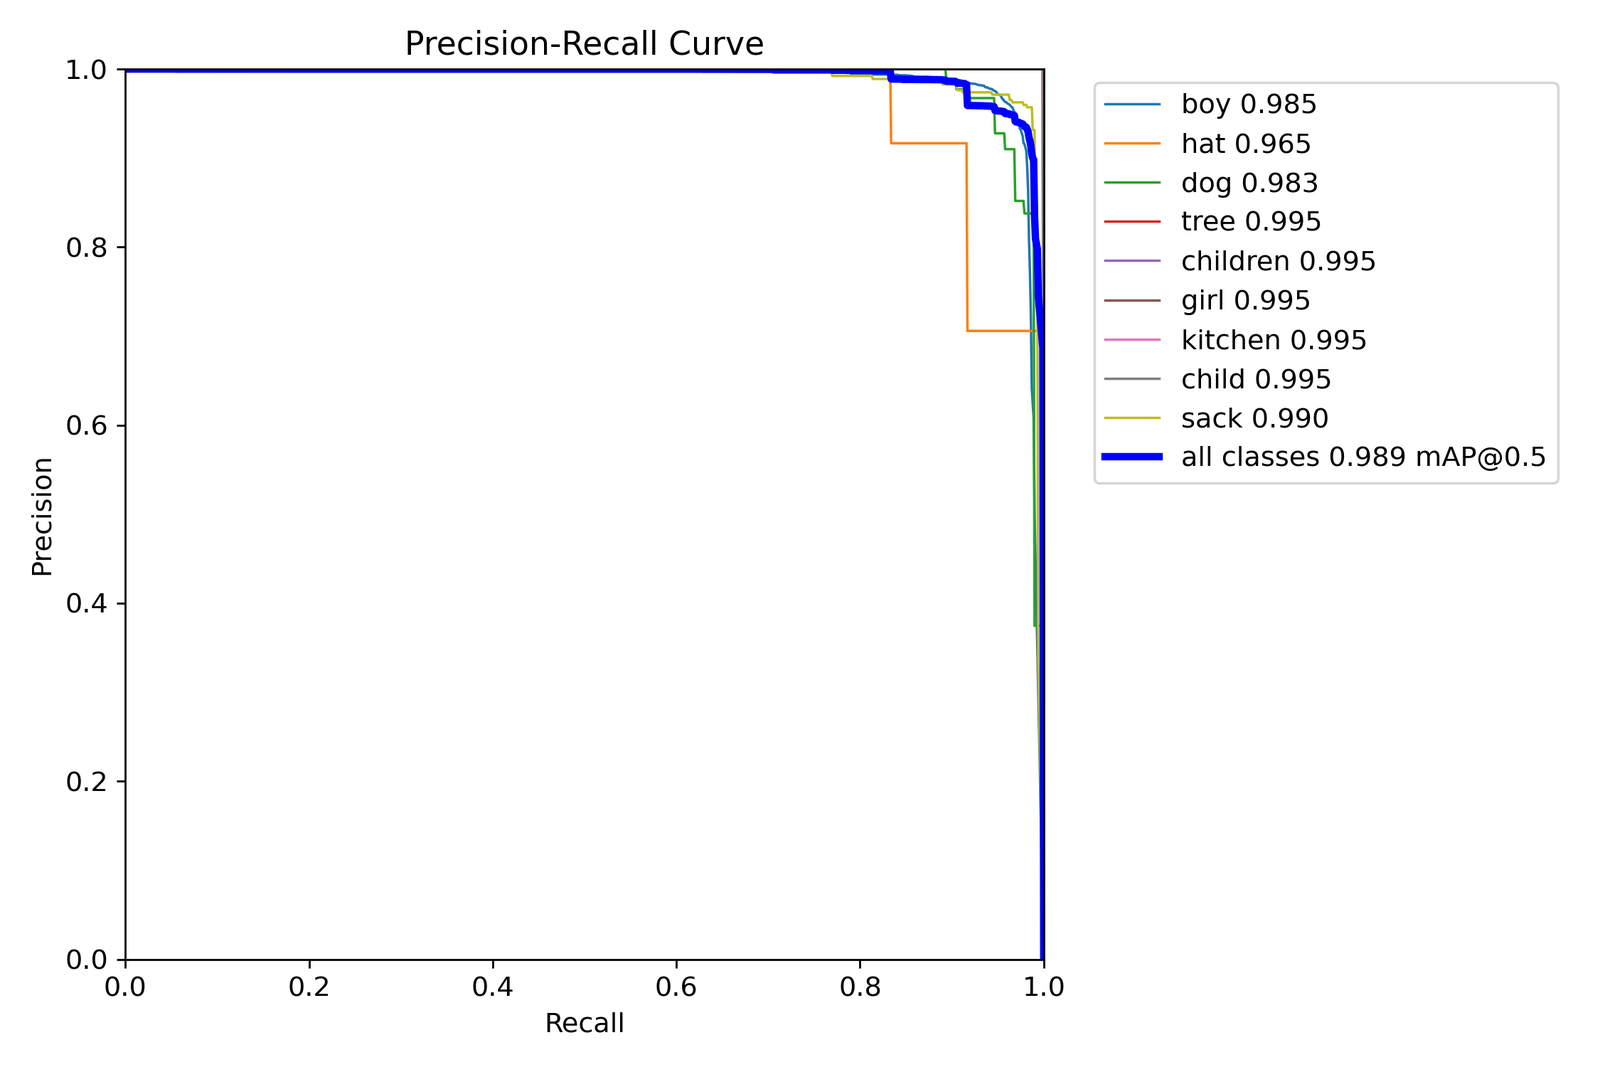 Precision-Recall Curve
1.0
0.8
0.6
0.4
0.2
0.0
Precision
0.0 0.2 0.4 0.6 0.8 1.0
Recall
boy 0.985
hat 0.965
dog 0.983
tree 0.995
children 0.995
girl 0.995
kitchen 0.995
child 0.995
sack 0.990
all classes 0.989 mAP@0.5